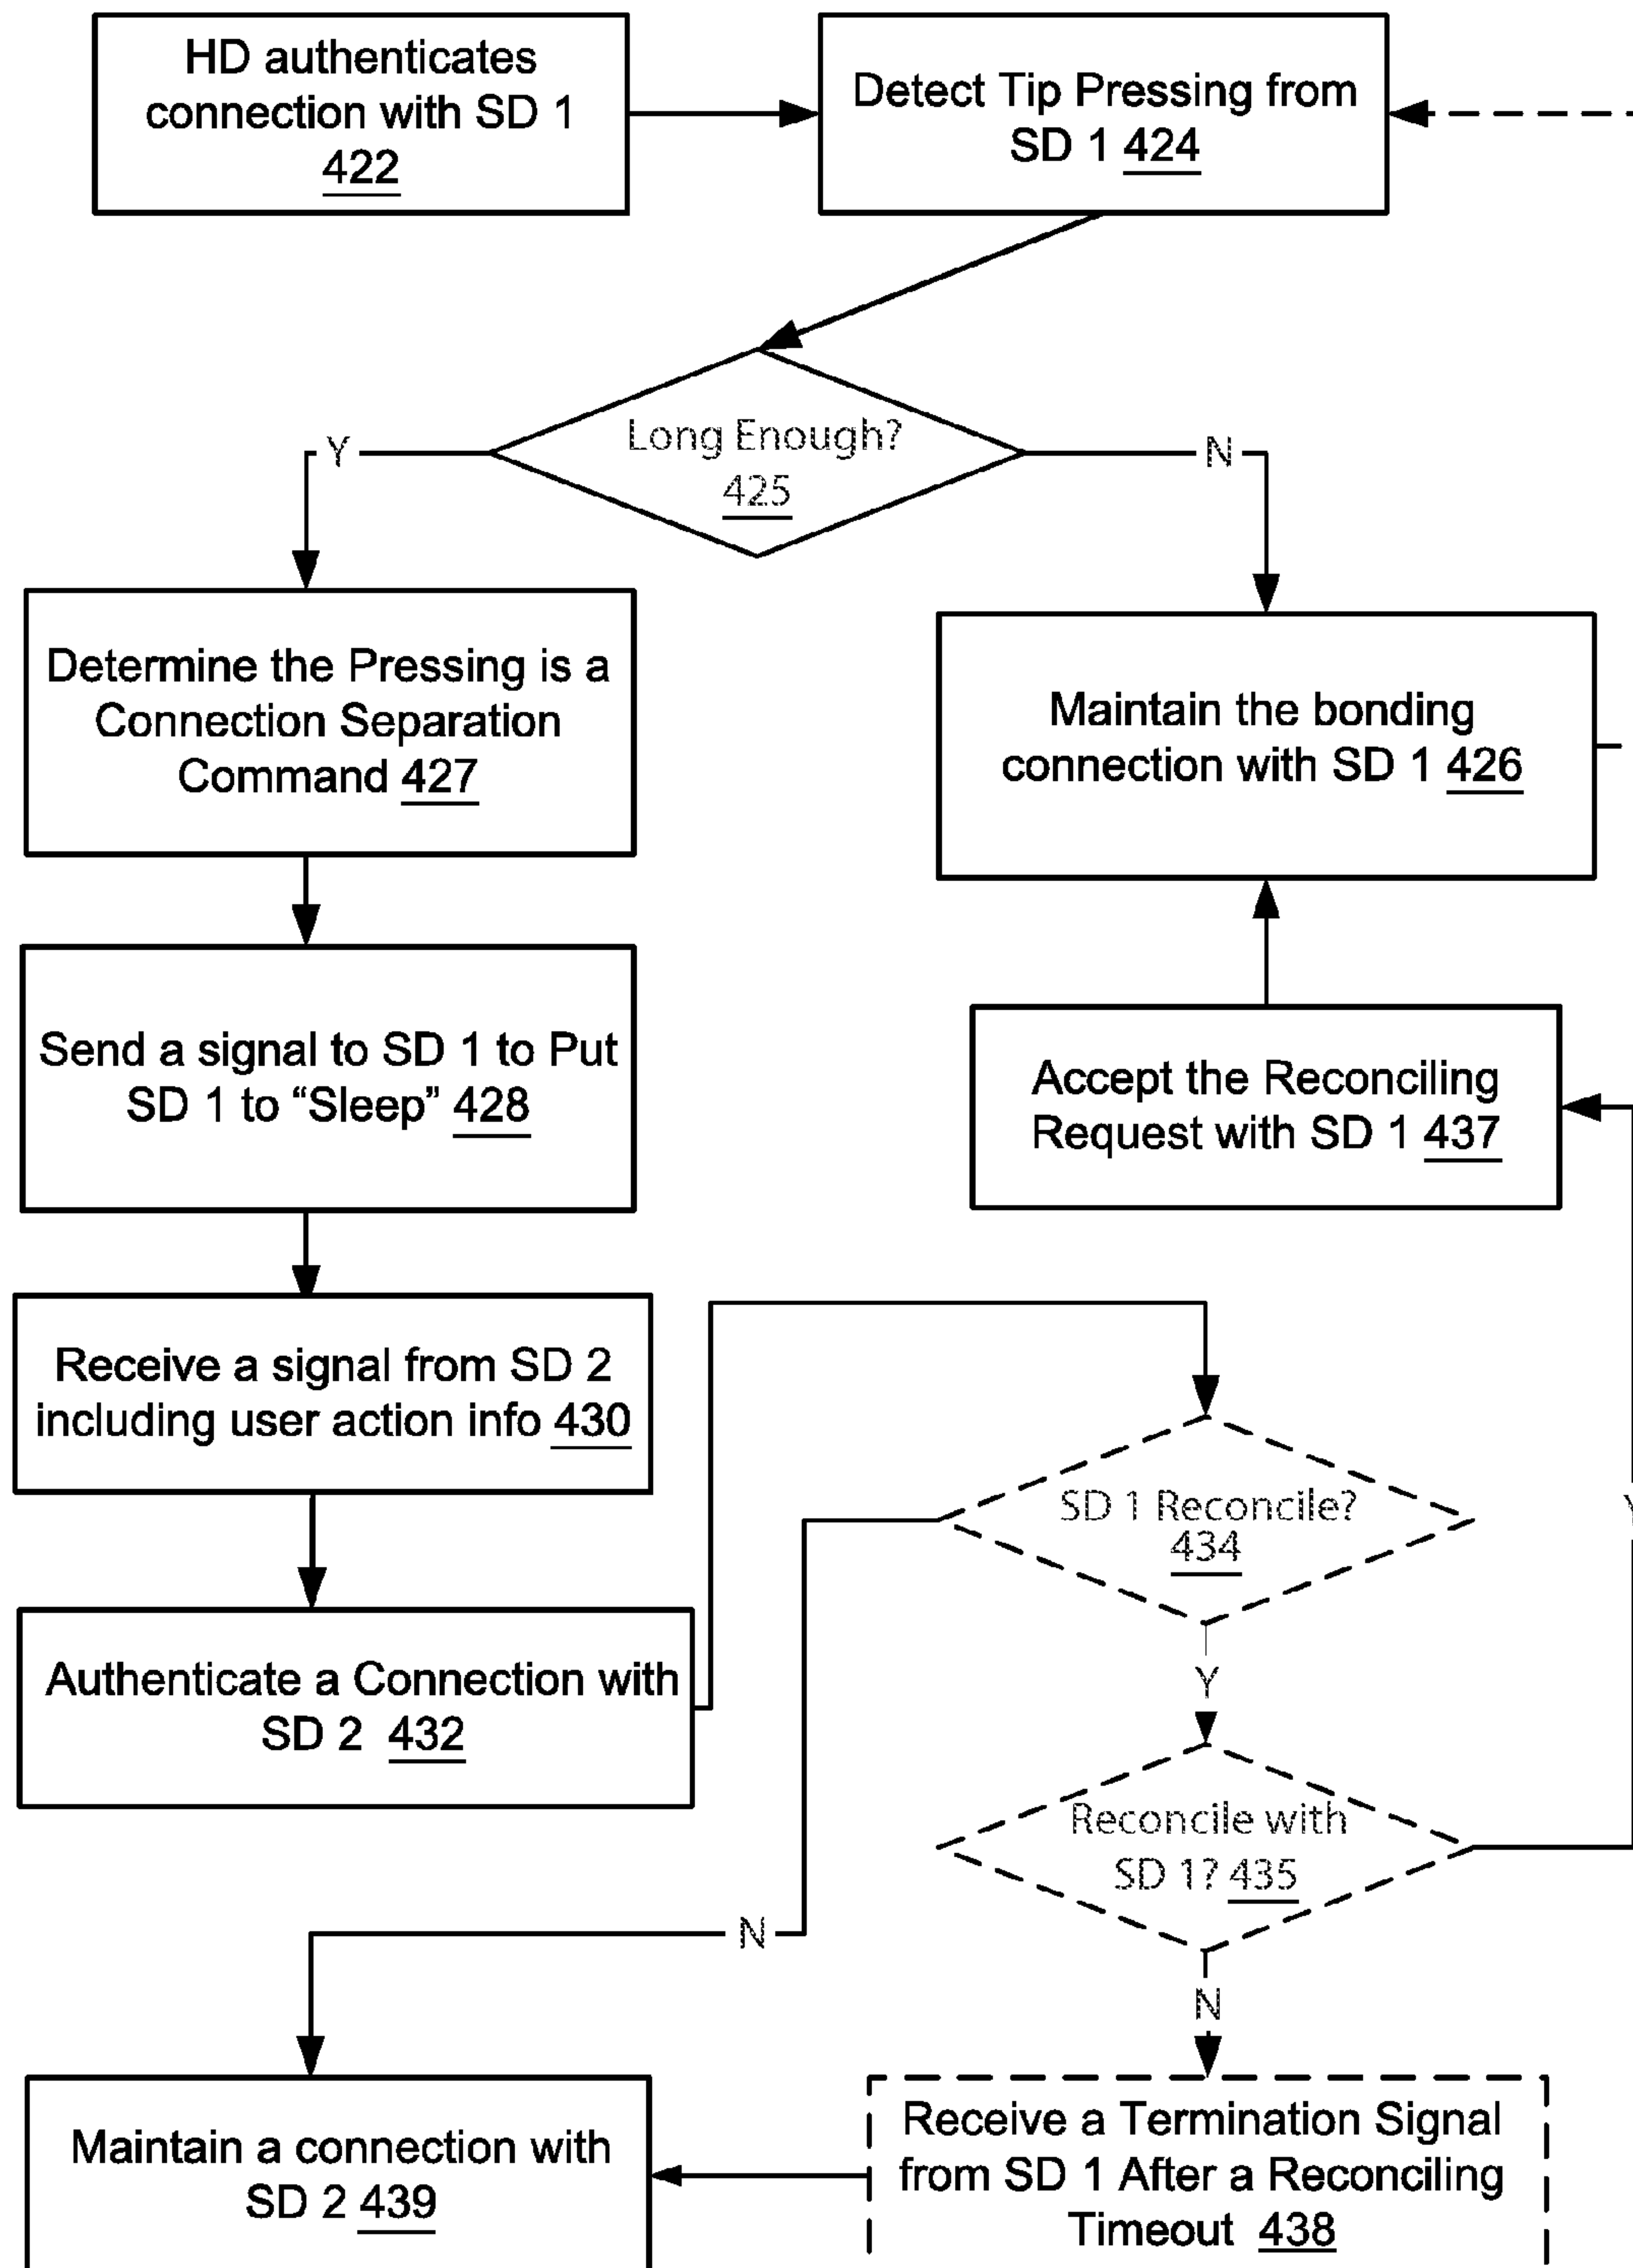 HD authenticates
connection with SD 1
422
Detect Tip Pressing from
SD 1 424
Long Enough?
425
Y
N
Determine the Pressing is a
Connection Separation
Command 427
Maintain the bonding
connection with SD 1 426
Send a signal to SD 1 to Put
SD 1 to “Sleep” 428
Accept the Reconciling
Request with SD 1 437
Receive a signal from SD 2
including user action info 430
SD 1 Reconcile?
434
Y
Authenticate a Connection with
SD 2 432
Y
Reconcile with
SD 1? 435
N
N
Maintain a connection with
SD 2 439
Receive a Termination Signal
from SD 1 After a Reconciling
Timeout 438